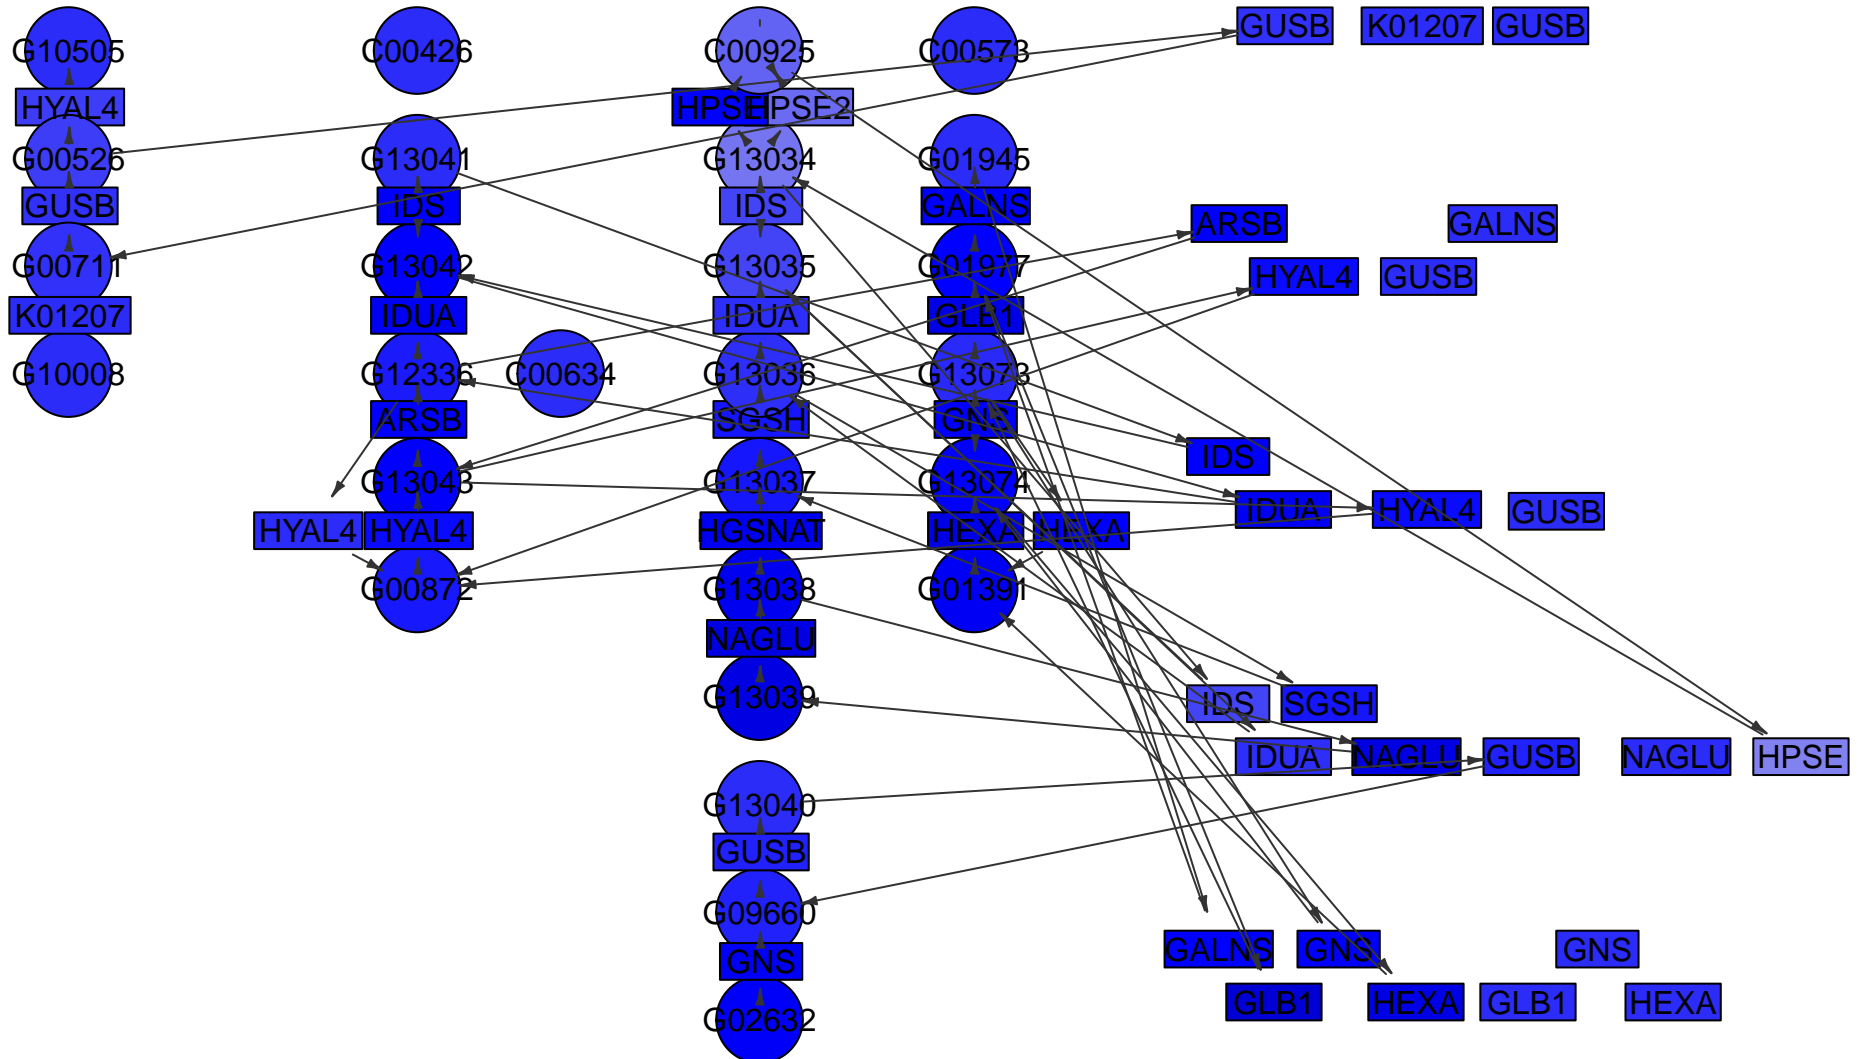 G10505 C00426 C00925 C00573 GUSB K01207 GUSB
HYAL4 HPSE HPSE2
G00526 G13041 G13034 G01945
GUSB IDS IDS GALNS ARSB GALNS
G00711 G13042 G13035 G01977 HYAL4 GUSB
K01207 IDUA IDUA GLB1
G10008 G12336 C00634 G13036 G13073
ARSB SGSH GNS IDS
G13043 G13037 G13074 IDUA HYAL4 GUSB
HYAL4 HYAL4 HGSNAT HEXA HEXA
G00872 G13038 G01391
NAGLU
G13039 IDS SGSH
IDUA NAGLU GUSB NAGLU HPSE
G13040
GUSB
G09660
GNS GALNS GNS GNS
G02632 GLB1 HEXA GLB1 HEXA